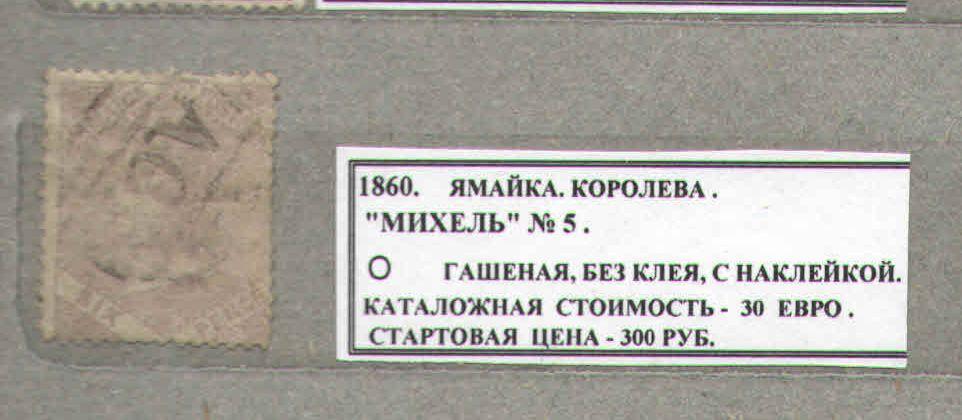 1860. ЯМАЙКА. КОРОЛЕВА .
"МИХЕЛЬ" № 5 .
О ГАШЕНАЯ, БЕЗ КЛЕЯ, С НАКЛЕЙКОЙ.
КАТАЛОЖНАЯ СТОИМОСТЬ - 30 ЕВРО .
СТАРТОВАЯ ЦЕНА - 300 РУБ.